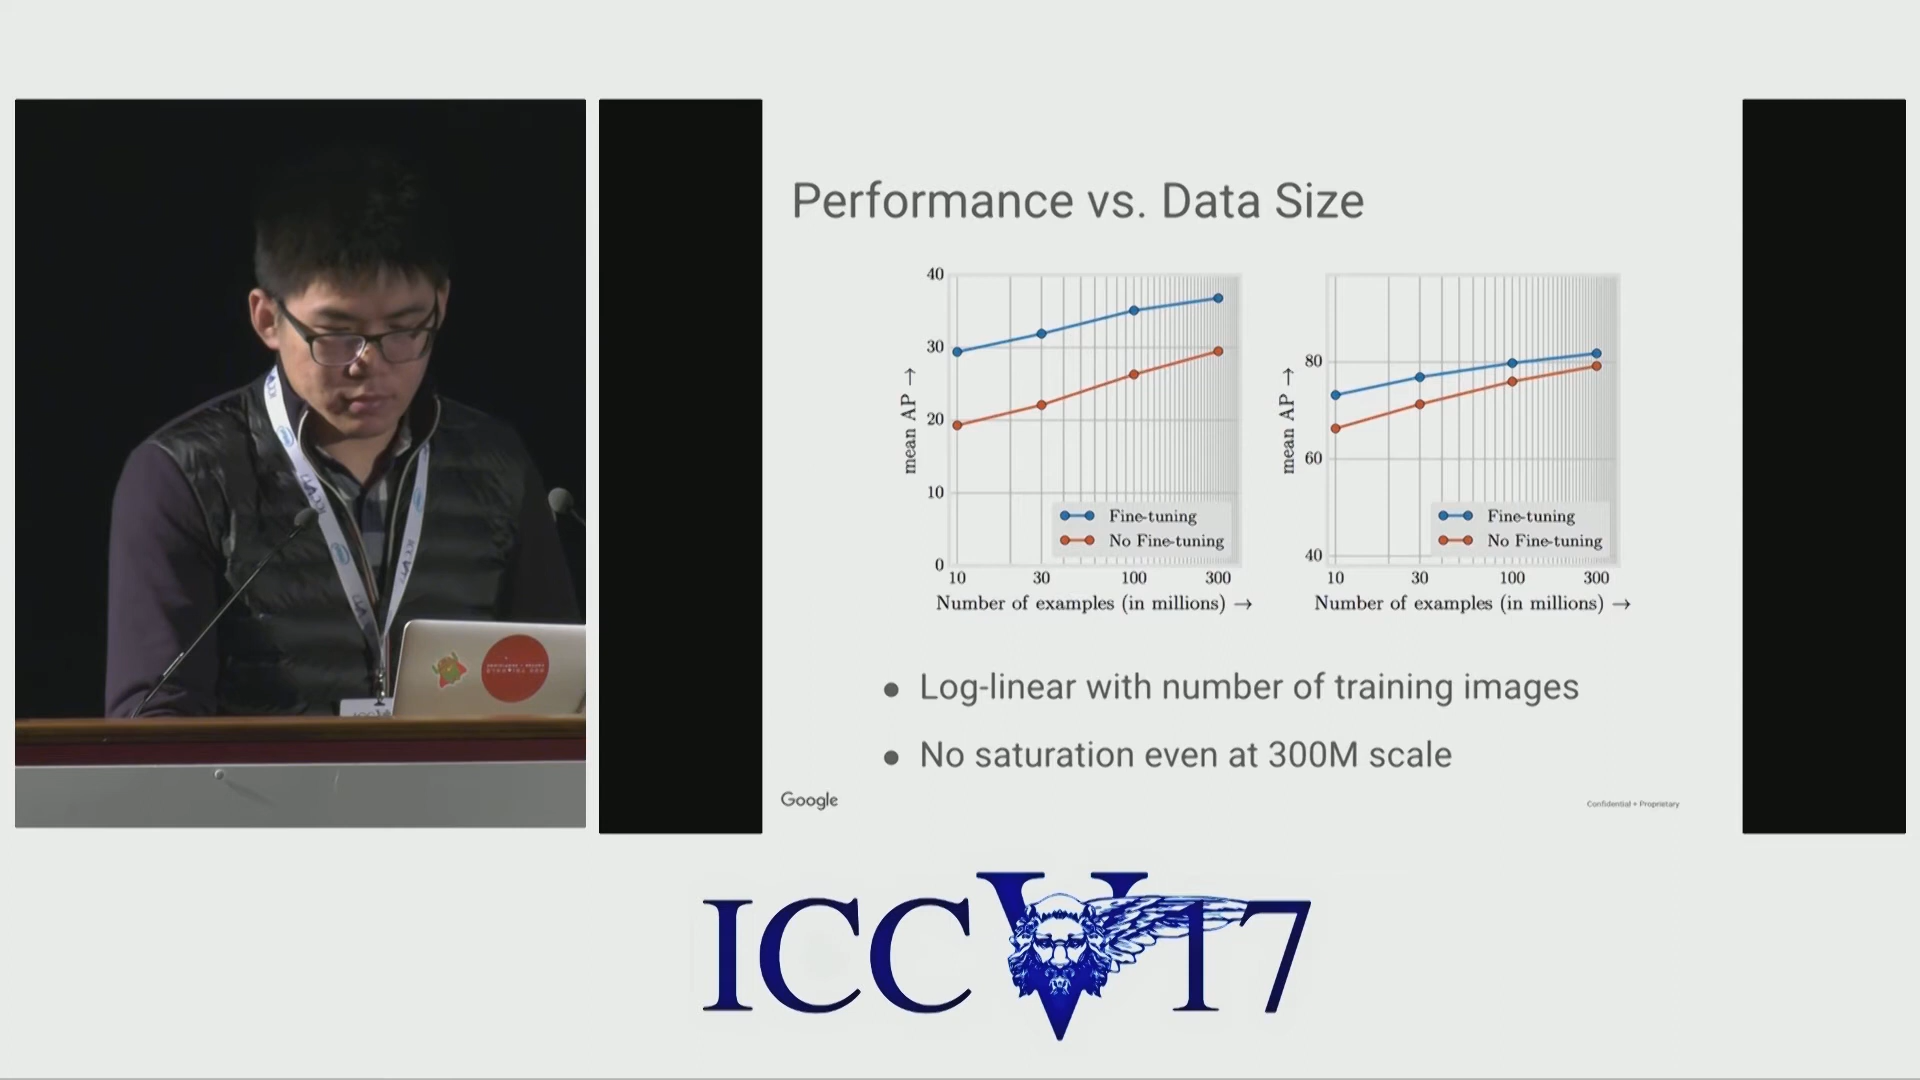 Performance vs. Data Size
40
30
20
10
0
mean AP →
Fine-tuning
No Fine-tuning
10 30 100 300
Number of examples (in millions) →
80
60
40
mean AP →
Fine-tuning
No Fine-tuning
10 30 100 300
Number of examples (in millions) →
● Log-linear with number of training images
● No saturation even at 300M scale
Google
Confidential + Proprietary
ICCV17